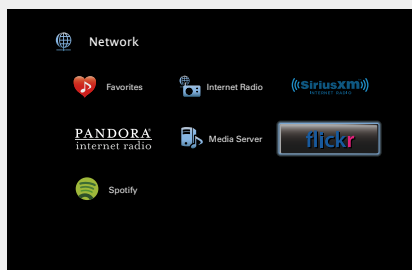 Network
Favorites
Internet Radio
((SiriusXM))
INTERNET RADIO
PANDORA®
internet radio
Media Server
flickr
Spotify